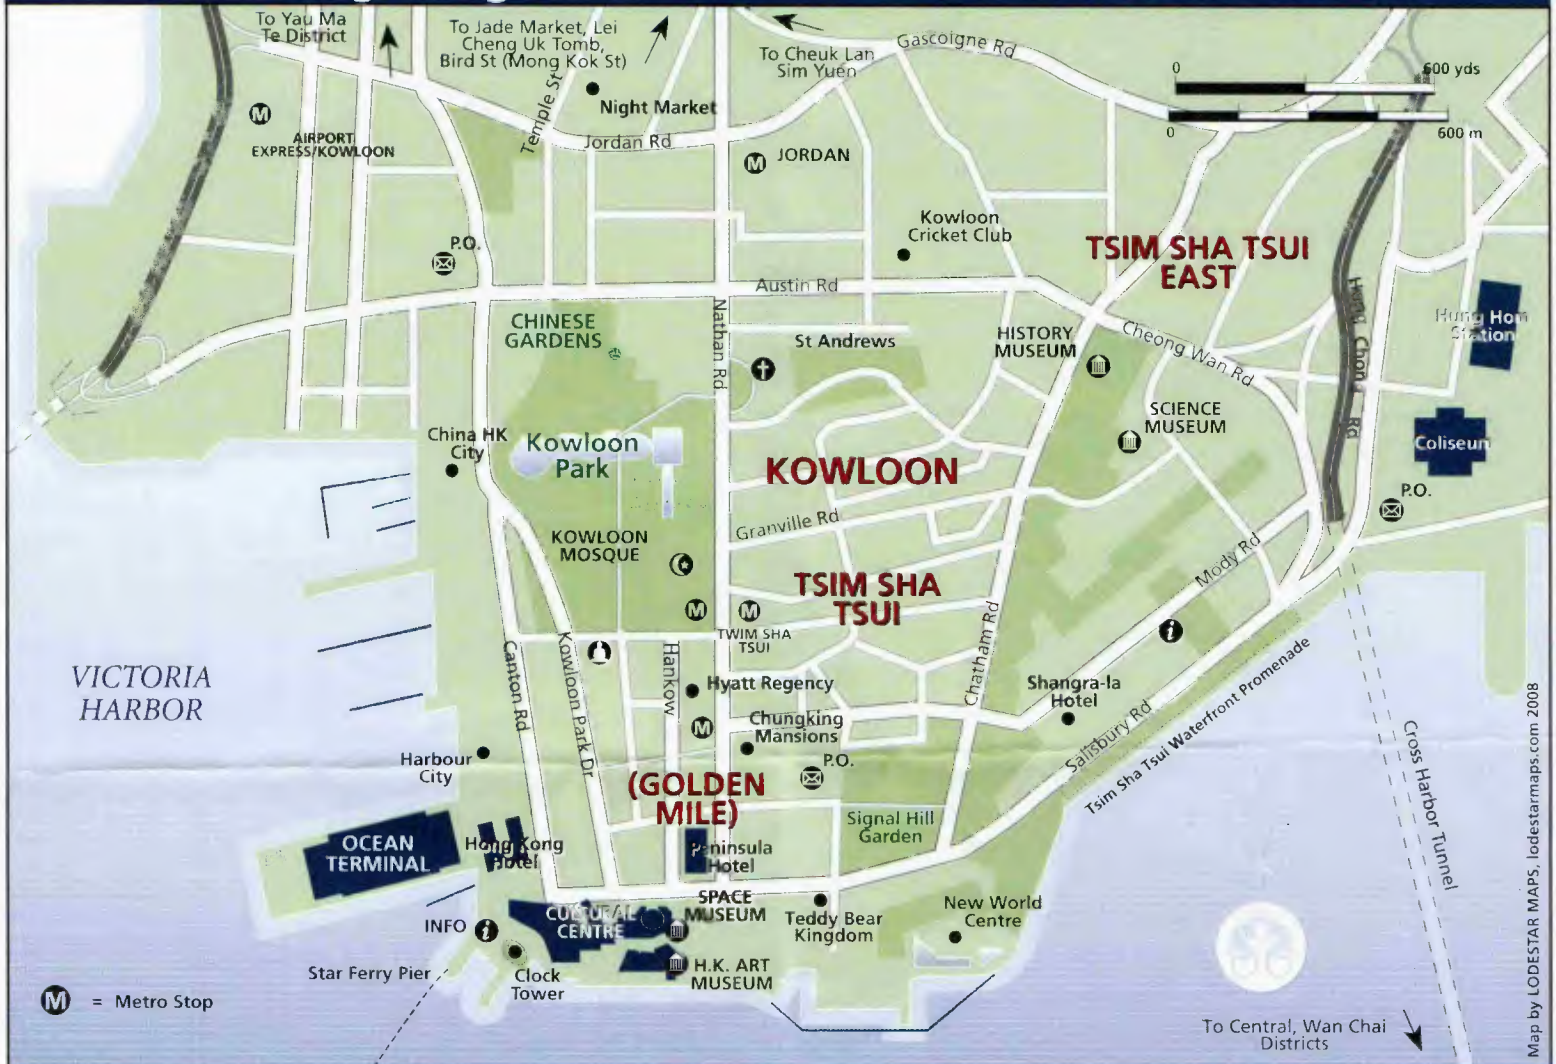 To Yau Ma
Te District
To Jade Market, Lei
Cheng Uk Tomb,
Bird St (Mong Kok St)
To Cheuk Lan
Sim Yuen
Gascoigne Rd
0
600 m
Night Market
Temple St
Jordan Rd
M
AIRPORT
EXPRESS/KOWLOON
M
JORDAN
Kowloon
Cricket Club
TSIM SHA TSUI
EAST
P.O.
Austin Rd
CHINESE
GARDENS
Nathan Rd
St Andrews
HISTORY
MUSEUM
Cheong Wan Rd
Hung Hom
Station
SCIENCE
MUSEUM
China HK
City
Kowloon
Park
KOWLOON
Coliseum
P.O.
Granville Rd
KOWLOON
MOSQUE
Mody Rd
TSIM SHA
TSUI
M
M
TWIM SHA
TSUI
i
VICTORIA
HARBOR
Canton Rd
Kowloon Park Dr
Hankow
Hyatt Regency
Chatham Rd
Shangra-la
Hotel
Salisbury Rd
Tsim Sha Tsui Waterfront Promenade
M
Chungking
Mansions
P.O.
Harbour
City
(GOLDEN
MILE)
Cross Harbor Tunnel
Signal Hill
Garden
OCEAN
TERMINAL
Hong Kong
Hotel
Peninsula
Hotel
SPACE
MUSEUM
CULTURAL
CENTRE
Teddy Bear
Kingdom
New World
Centre
INFO
i
Star Ferry Pier
Clock
Tower
H.K. ART
MUSEUM
M = Metro Stop
To Central, Wan Chai
Districts
Map by LODESTAR MAPS, lodestarmaps.com 2008